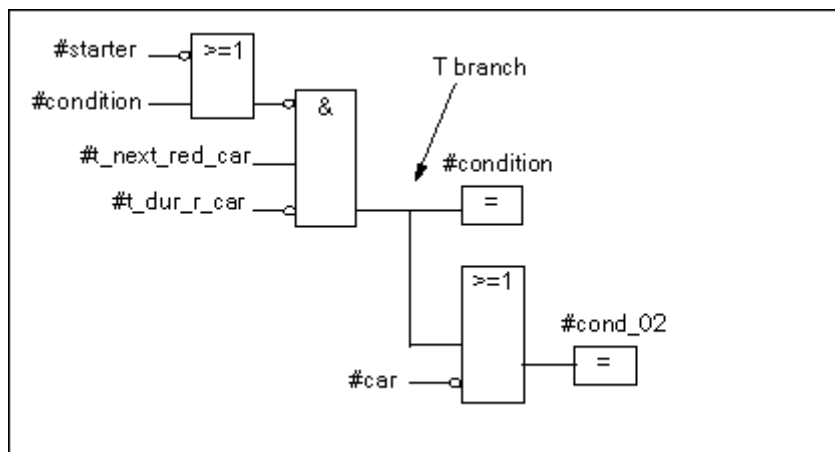 #starter
>=1
#condition
&
T branch
#t_next_red_car
#condition
#t_dur_r_car
=
>=1
#cond_02
=
#car